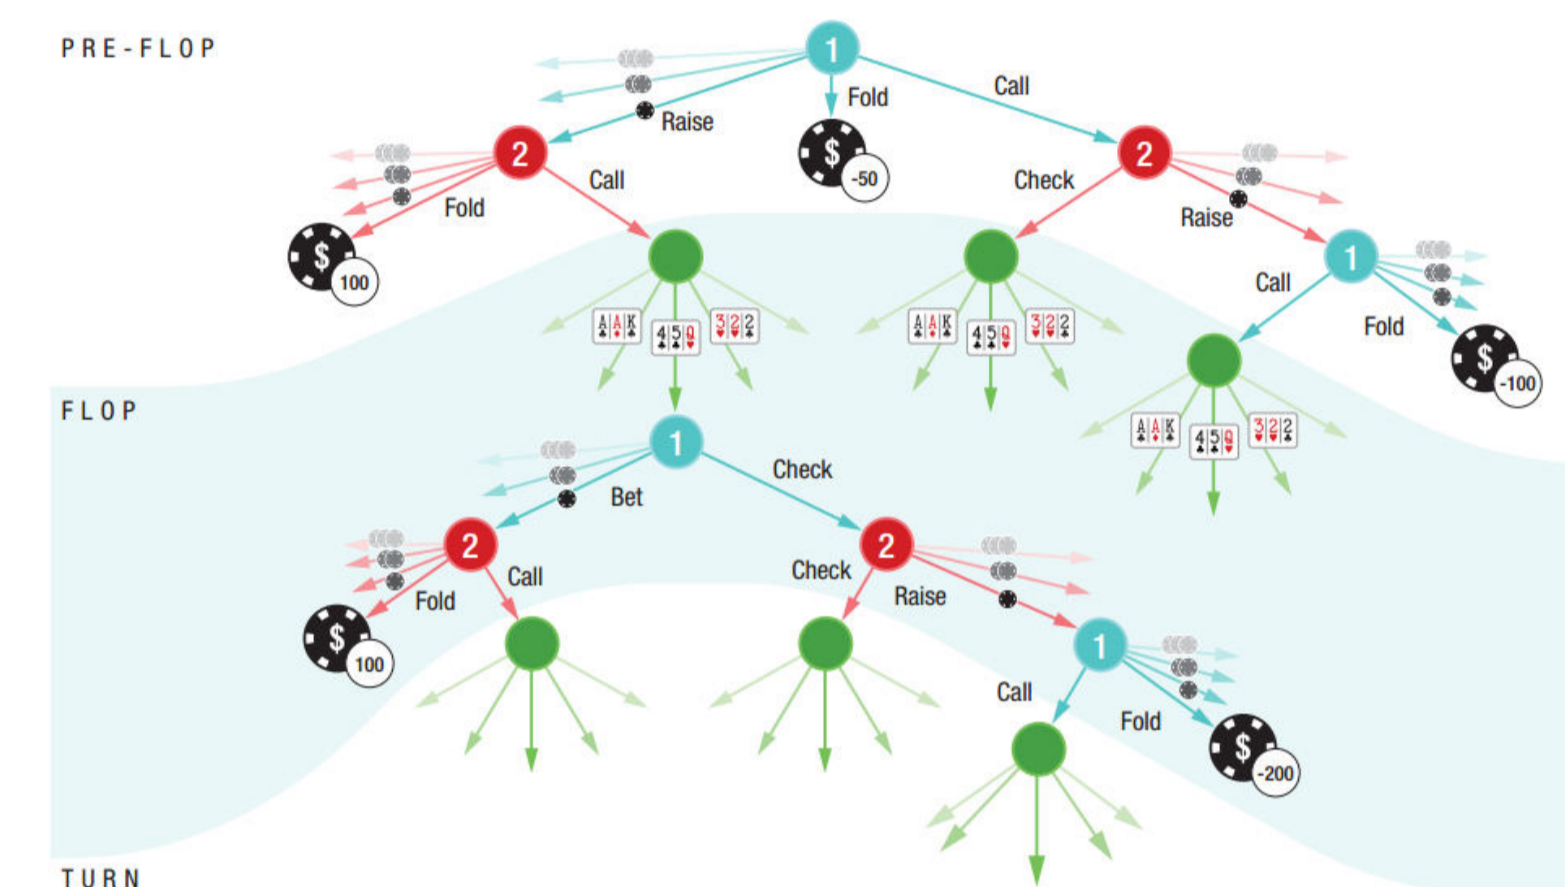 PRE-FLOP
1
Call
Fold
Raise
2
$
-50
2
Call
Check
Fold
Raise
$
100
1
Call
Fold
A A K
4 5 Q
3 2 2
A A K
4 5 Q
3 2 2
$
-100
FLOP
A A K
4 5 Q
3 2 2
1
Check
Bet
2
2
Call
Check
Raise
Fold
$
100
1
Call
Fold
$
-200
TURN